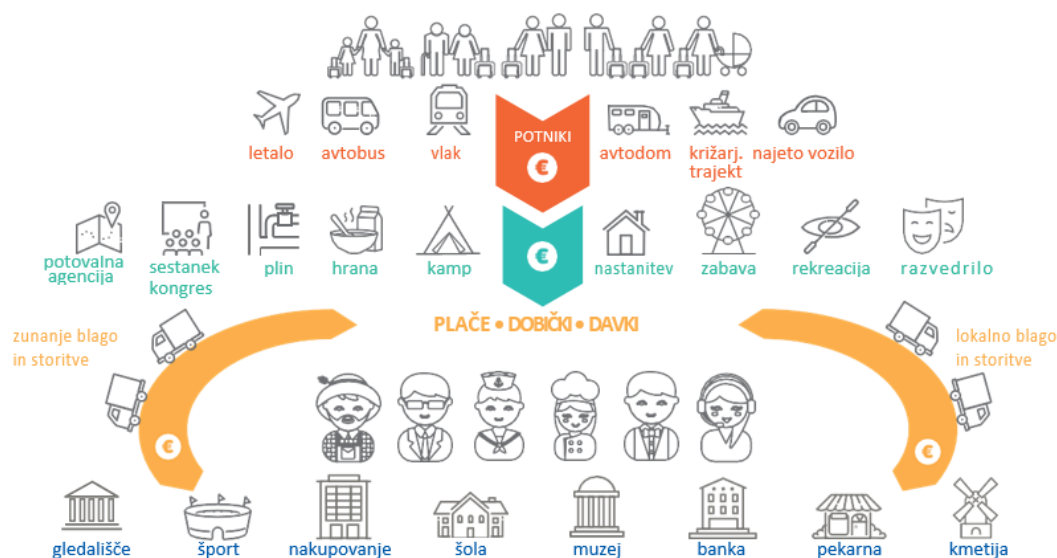 POTNIKI
€
letalo
avtobus
vlak
avtodom
križarj.
trajekt
najeto vozilo
€
potovalna
agencija
sestanek
kongres
plin
hrana
kamp
nastanitev
zabava
rekreacija
razvedrilo
PLAČE • DOBIČKI • DAVKI
zunanje blago
in storitve
lokalno blago
in storitve
€
€
gledališče
šport
nakupovanje
šola
muzej
banka
pekarna
kmetija